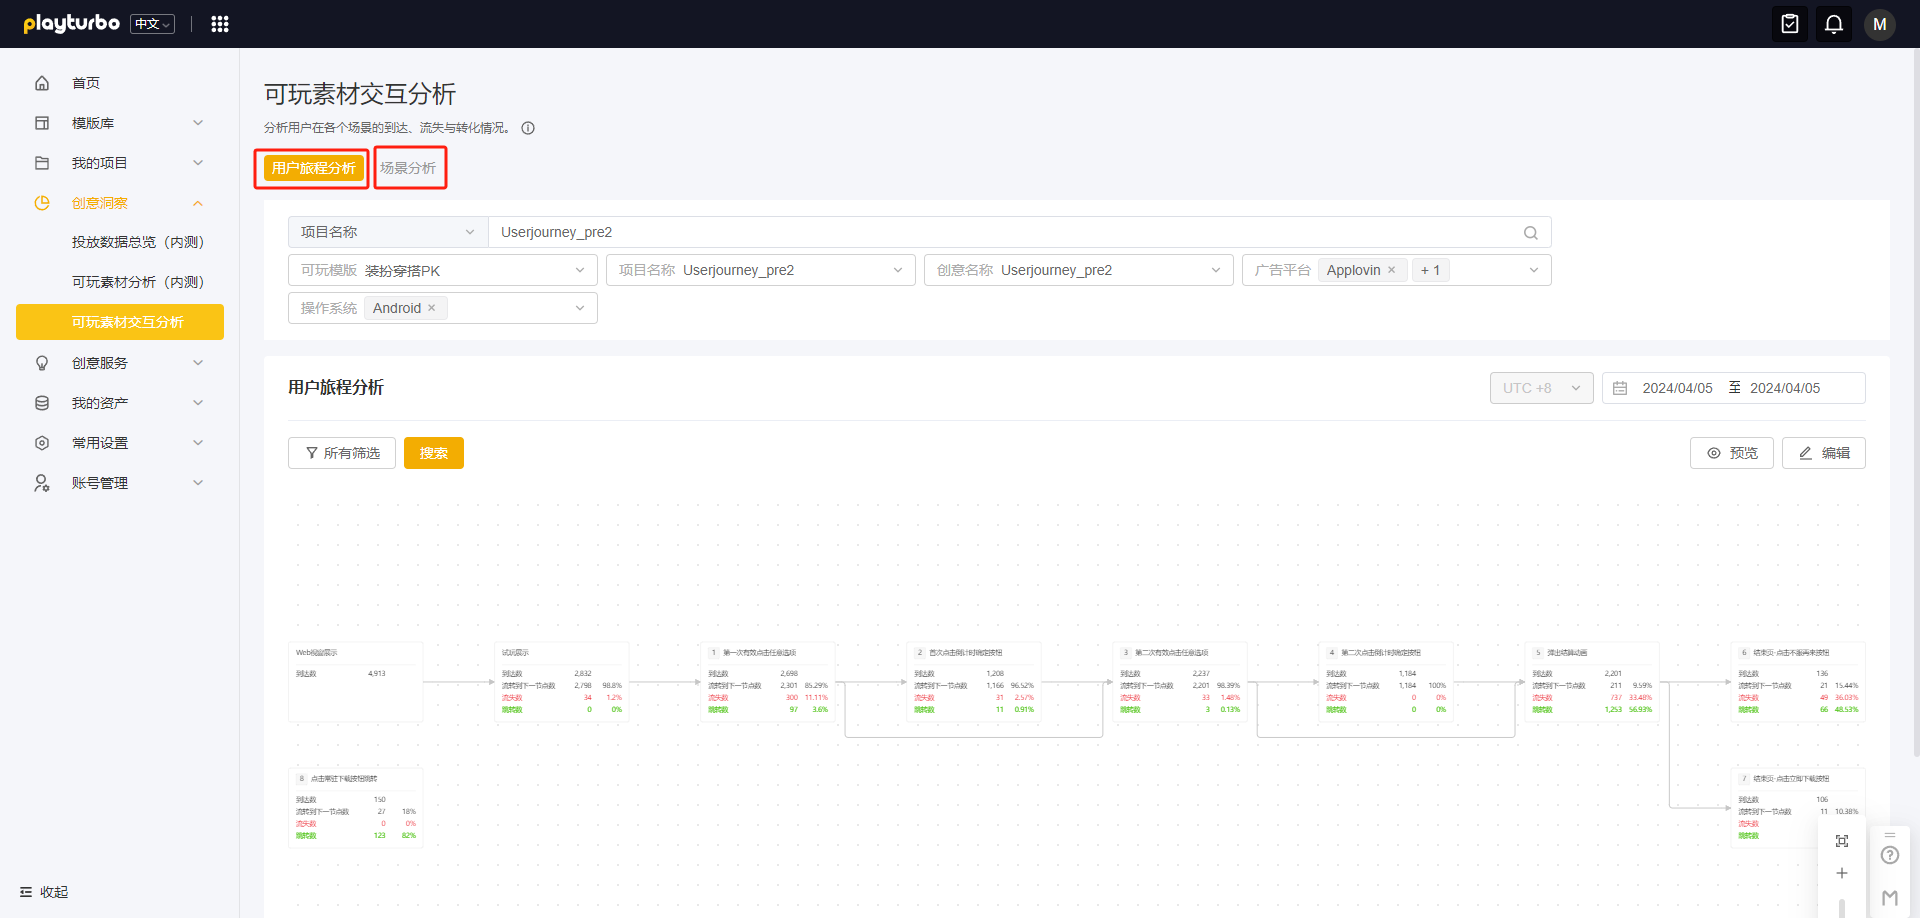 playturbo 中文
M
首页
模版库
我的项目
创意洞察
投放数据总览（内测）
可玩素材分析（内测）
可玩素材交互分析
创意服务
我的资产
常用设置
账号管理
收起
可玩素材交互分析
分析用户在各个场景的到达、流失与转化情况。
用户旅程分析 场景分析
项目名称 Userjourney_pre2
可玩模版 装扮穿搭PK 项目名称 Userjourney_pre2 创意名称 Userjourney_pre2 广告平台 Applovin × + 1
操作系统 Android ×
用户旅程分析 UTC +8 2024/04/05 至 2024/04/05
所有筛选 搜索 预览 编辑
Web视窗展示
到达数 4,913
试玩展示
到达数 2,832
流转到下一节点数 2,798 98.8%
流失数 34 1.2%
跳转数 0 0%
1 第一次有效点击任意选项
到达数 2,698
流转到下一节点数 2,301 85.29%
流失数 300 11.11%
跳转数 97 3.6%
2 首次点击倒计时确定按钮
到达数 1,208
流转到下一节点数 1,166 96.52%
流失数 31 2.57%
跳转数 11 0.91%
3 第二次有效点击任意选项
到达数 2,237
流转到下一节点数 2,201 98.39%
流失数 33 1.48%
跳转数 3 0.13%
4 第二次点击倒计时确定按钮
到达数 1,184
流转到下一节点数 1,184 100%
流失数 0 0%
跳转数 0 0%
5 弹出结算动画
到达数 2,201
流转到下一节点数 211 9.59%
流失数 737 33.48%
跳转数 1,253 56.93%
6 结束页-点击不服再来按钮
到达数 136
流转到下一节点数 21 15.44%
流失数 49 36.03%
跳转数 66 48.53%
8 点击常驻下载按钮跳转
到达数 150
流转到下一节点数 27 18%
流失数 0 0%
跳转数 123 82%
7 结束页-点击立即下载按钮
到达数 106
流转到下一节点数 11 10.38%
流失数
跳转数